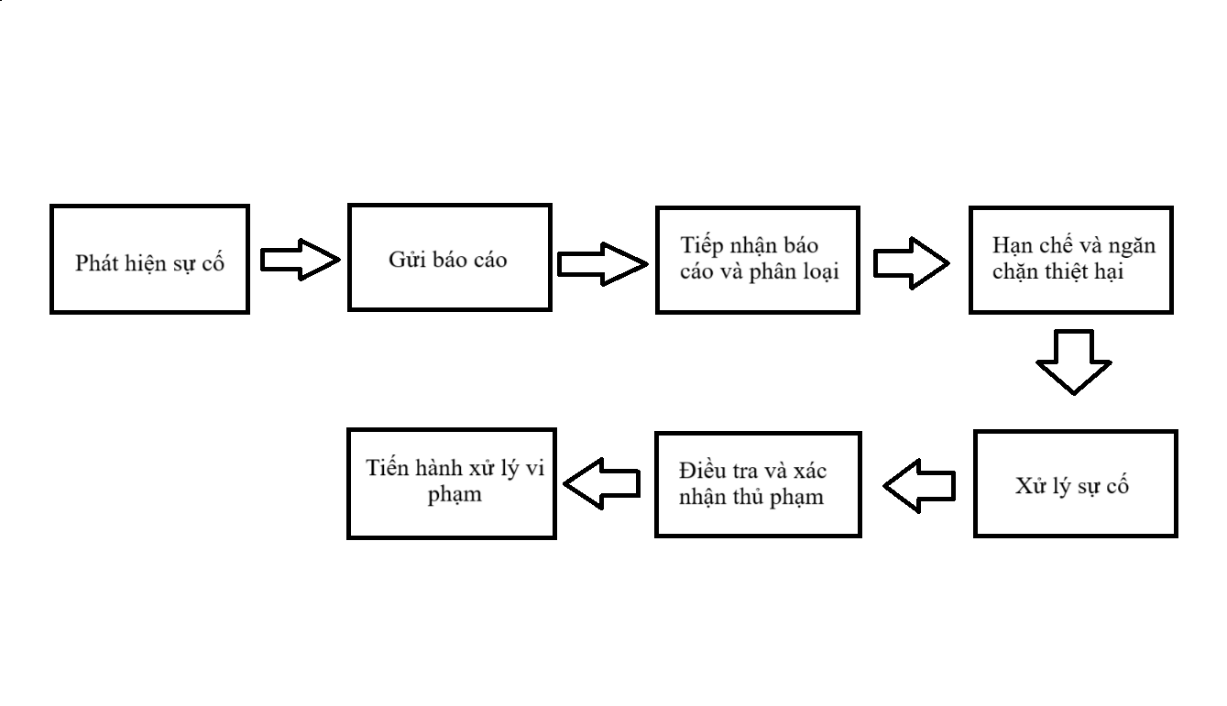 Phát hiện sự cố
Gửi báo cáo
Tiếp nhận báo
cáo và phân loại
Hạn chế và ngăn
chặn thiệt hại
Xử lý sự cố
Điều tra và xác
nhận thủ phạm
Tiến hành xử lý vi
phạm